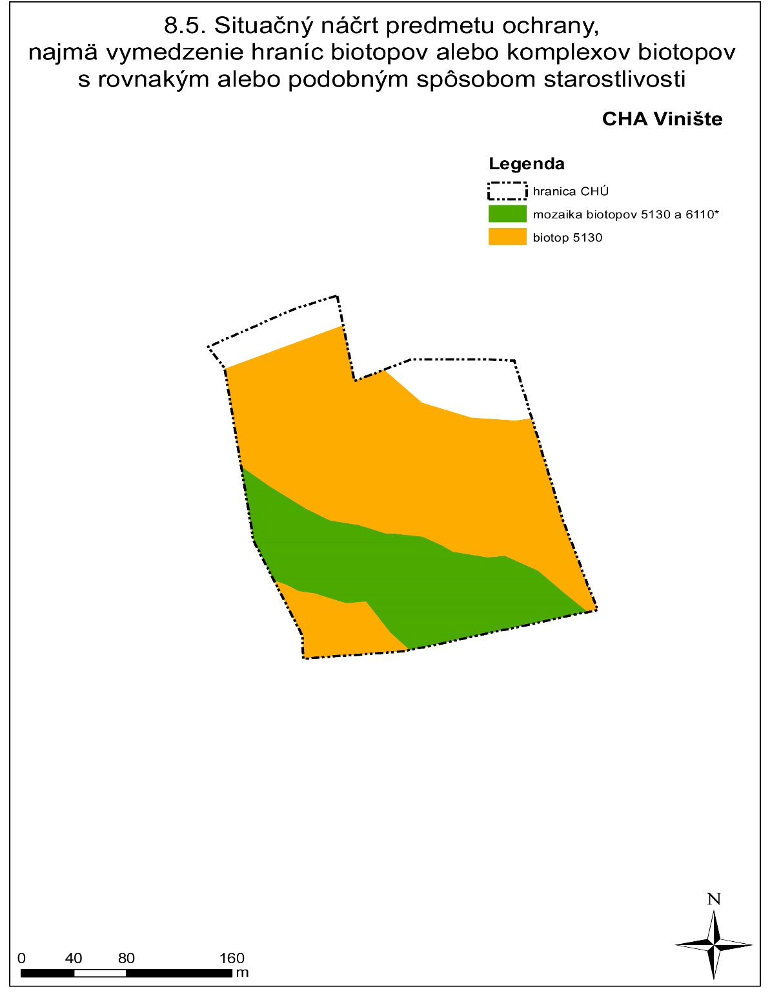 8.5. Situačný náčrt predmetu ochrany,
najmä vymedzenie hraníc biotopov alebo komplexov biotopov
s rovnakým alebo podobným spôsobom starostlivosti
CHA Vinište
Legenda
hranica CHÚ
mozaika biotopov 5130 a 6110*
biotop 5130
N
0 40 80 160
m